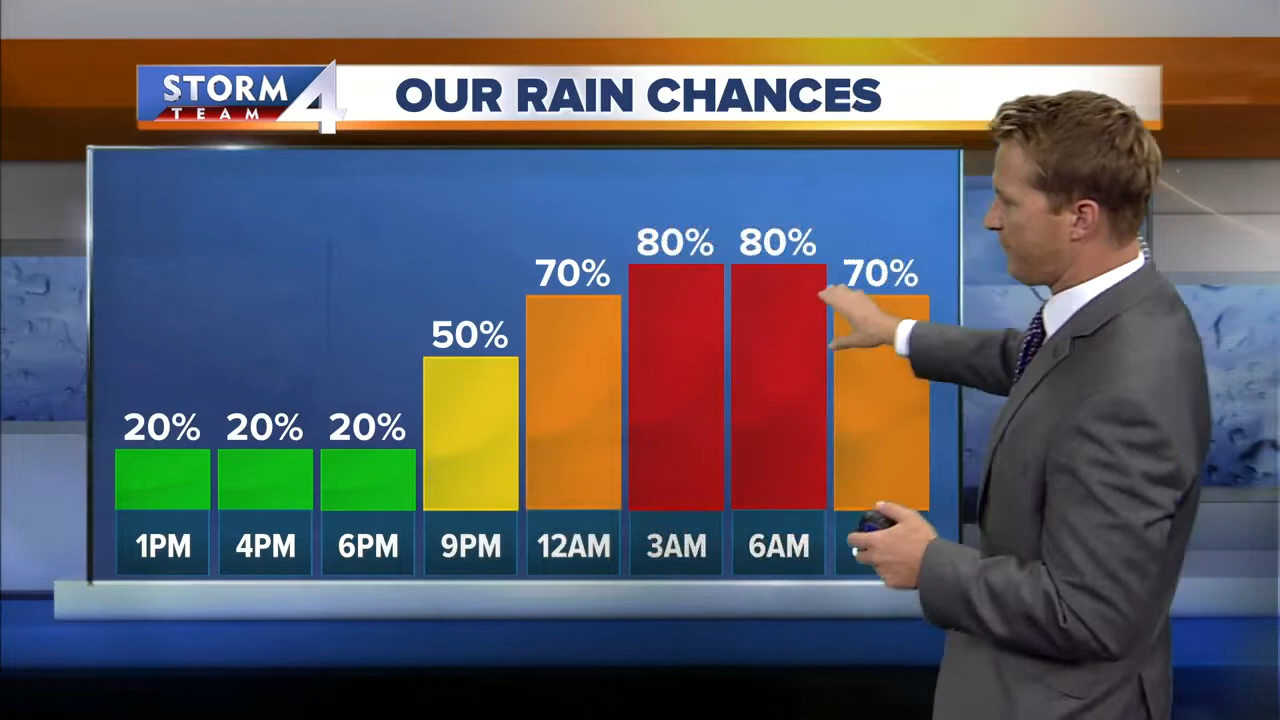 STORM
TEAM
4
OUR RAIN CHANCES
20% 20% 20% 50% 70% 80% 80% 70%
1PM 4PM 6PM 9PM 12AM 3AM 6AM